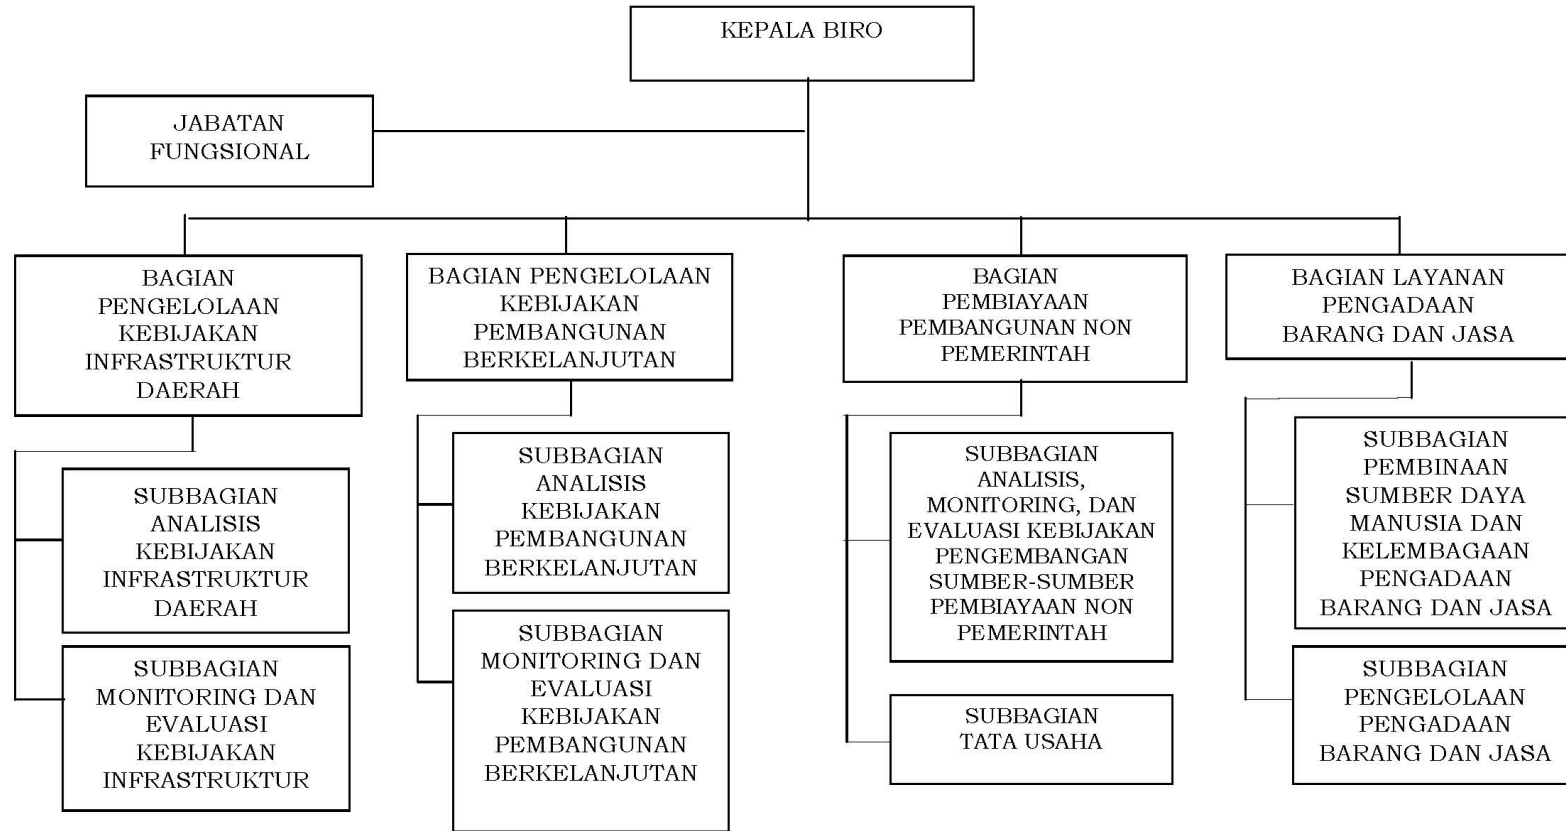 KEPALA BIRO
JABATAN
FUNGSIONAL
BAGIAN
PENGELOLAAN
KEBIJAKAN
INFRASTRUKTUR
DAERAH
BAGIAN PENGELOLAAN
KEBIJAKAN
PEMBANGUNAN
BERKELANJUTAN
BAGIAN
PEMBIAYAAN
PEMBANGUNAN NON
PEMERINTAH
BAGIAN LAYANAN
PENGADAAN
BARANG DAN JASA
SUBBAGIAN
ANALISIS
KEBIJAKAN
INFRASTRUKTUR
DAERAH
SUBBAGIAN
MONITORING DAN
EVALUASI
KEBIJAKAN
INFRASTRUKTUR
SUBBAGIAN
ANALISIS
KEBIJAKAN
PEMBANGUNAN
BERKELANJUTAN
SUBBAGIAN
MONITORING DAN
EVALUASI
KEBIJAKAN
PEMBANGUNAN
BERKELANJUTAN
SUBBAGIAN
ANALISIS,
MONITORING, DAN
EVALUASI KEBIJAKAN
PENGEMBANGAN
SUMBER-SUMBER
PEMBIAYAAN NON
PEMERINTAH
SUBBAGIAN
TATA USAHA
SUBBAGIAN
PEMBINAAN
SUMBER DAYA
MANUSIA DAN
KELEMBAGAAN
PENGADAAN
BARANG DAN JASA
SUBBAGIAN
PENGELOLAAN
PENGADAAN
BARANG DAN JASA